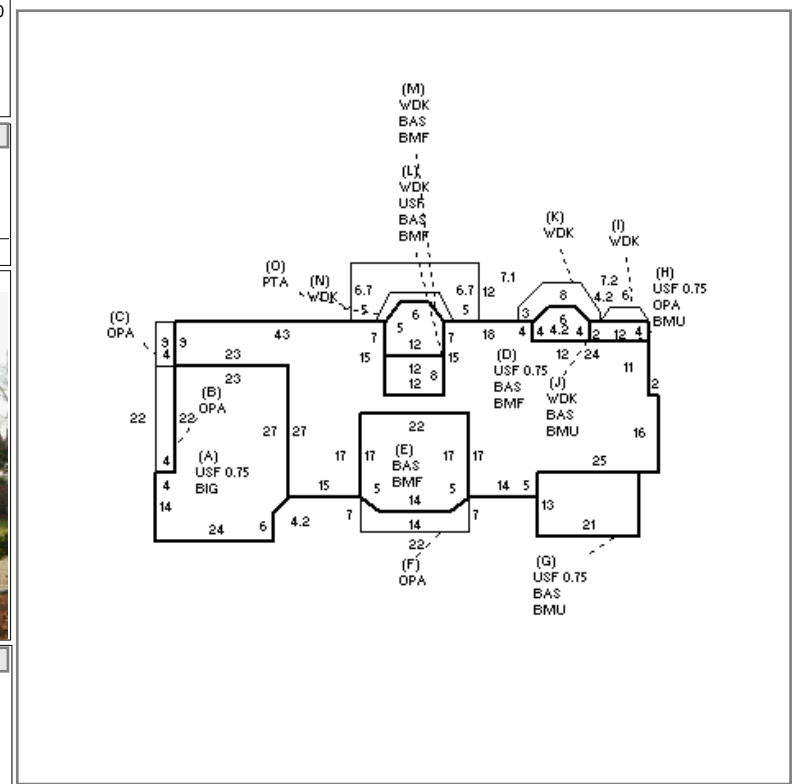 (M)
WDK
BAS
BMF
(L)
WDK
USF
BAS
BMF
(K)
WDK
(I)
WDK
(H)
USF 0.75
OPA
BMU
(O)
PTA
(N)
WDK
6.7
5
6.7
5
12
7.1
7.2
4.2
6
8
3
(C)
OPA
9
9
4
43
7
5
6
12
7
18
4
4
4.2
6
4
2
12
4
23
15
15
12
12
8
(D)
USF 0.75
BAS
BMF
12
24
11
(J)
WDK
BAS
BMU
2
23
(B)
OPA
22
22
27
27
(A)
USF 0.75
BIG
4
4
14
24
6
4.2
15
17
17
22
(E)
BAS
BMF
17
17
5
5
14
7
14
7
22
(F)
OPA
14
5
25
16
13
21
(G)
USF 0.75
BAS
BMU